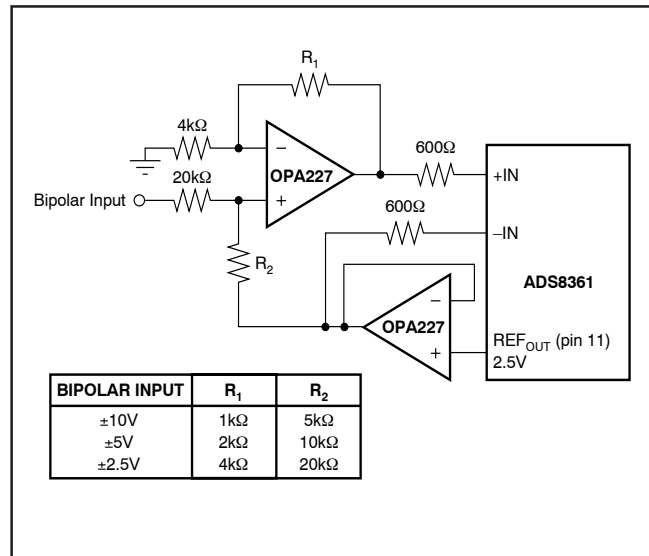 R1
4kΩ
−
OPA227
+
20kΩ
Bipolar Input
R2
600Ω
+IN
600Ω
−IN
ADS8361
−
OPA227
+
REFOUT (pin 11)
2.5V
BIPOLAR INPUT R1 R2
±10V 1kΩ 5kΩ
±5V 2kΩ 10kΩ
±2.5V 4kΩ 20kΩ